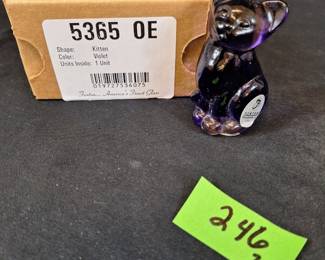 5365 OE
Shape: Kitten
Color: Violet
Units Inside: 1 Unit
019727536075
Fenton... America's Finest Glass
246